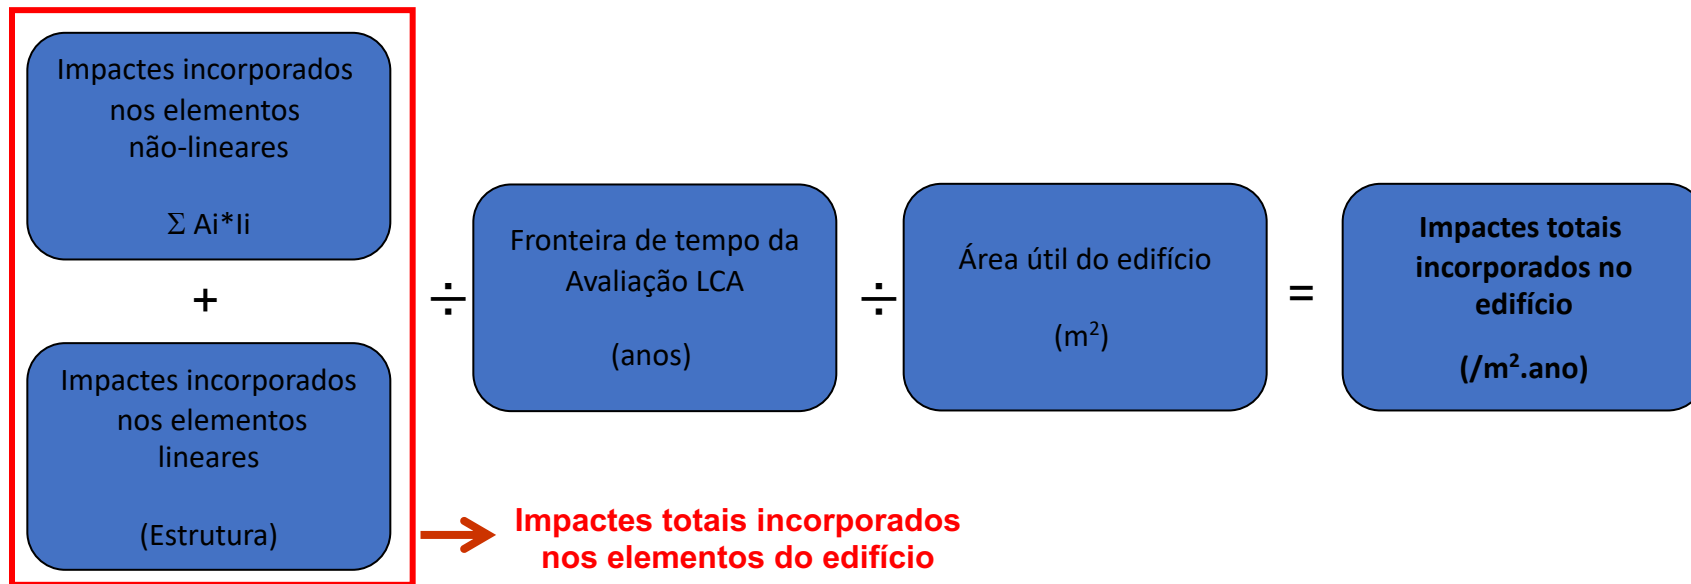 Impactes incorporados
nos elementos
não-lineares
Σ Ai*Ii
+
Impactes incorporados
nos elementos
lineares
(Estrutura)
÷
Fronteira de tempo da
Avaliação LCA
(anos)
÷
Área útil do edifício
(m²)
=
Impactes totais
incorporados no
edifício
(/m².ano)
Impactes totais incorporados
nos elementos do edifício